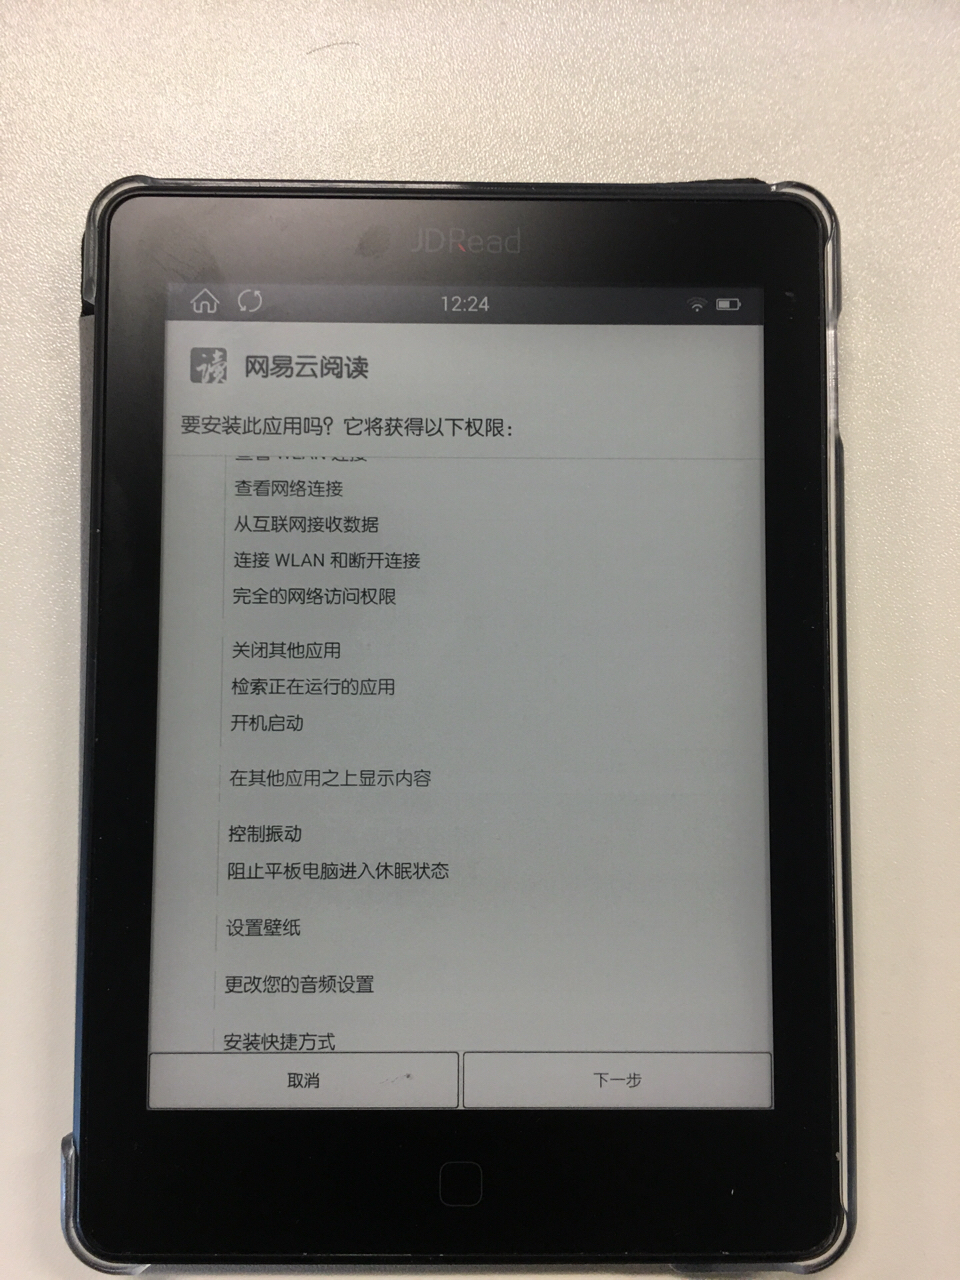 JDRead
12:24
读 网易云阅读
要安装此应用吗？它将获得以下权限：
查看 WLAN 连接
查看网络连接
从互联网接收数据
连接 WLAN 和断开连接
完全的网络访问权限
关闭其他应用
检索正在运行的应用
开机启动
在其他应用之上显示内容
控制振动
阻止平板电脑进入休眠状态
设置壁纸
更改您的音频设置
安装快捷方式
取消
下一步